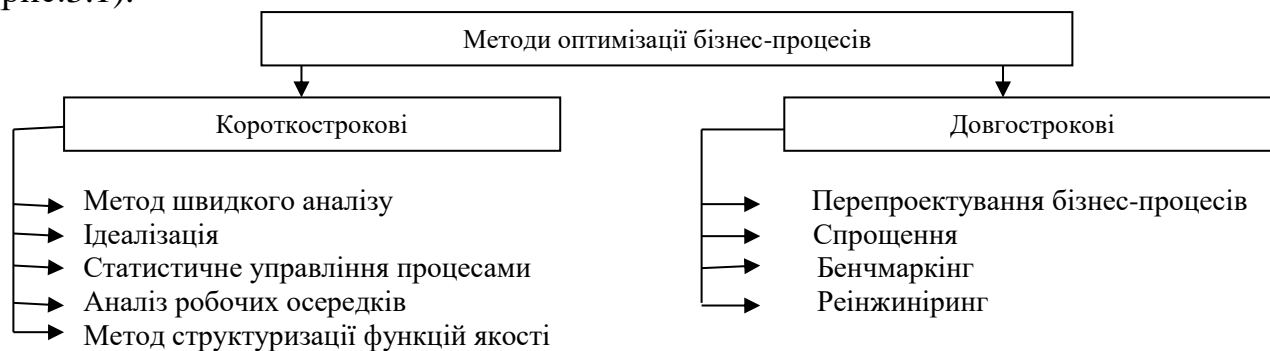 рис.3.1).
Методи оптимізації бізнес-процесів
Короткострокові
Довгострокові
Метод швидкого аналізу
Ідеалізація
Статистичне управління процесами
Аналіз робочих осередків
Метод структуризації функцій якості
Перепроектування бізнес-процесів
Спрощення
Бенчмаркінг
Реінжиніринг